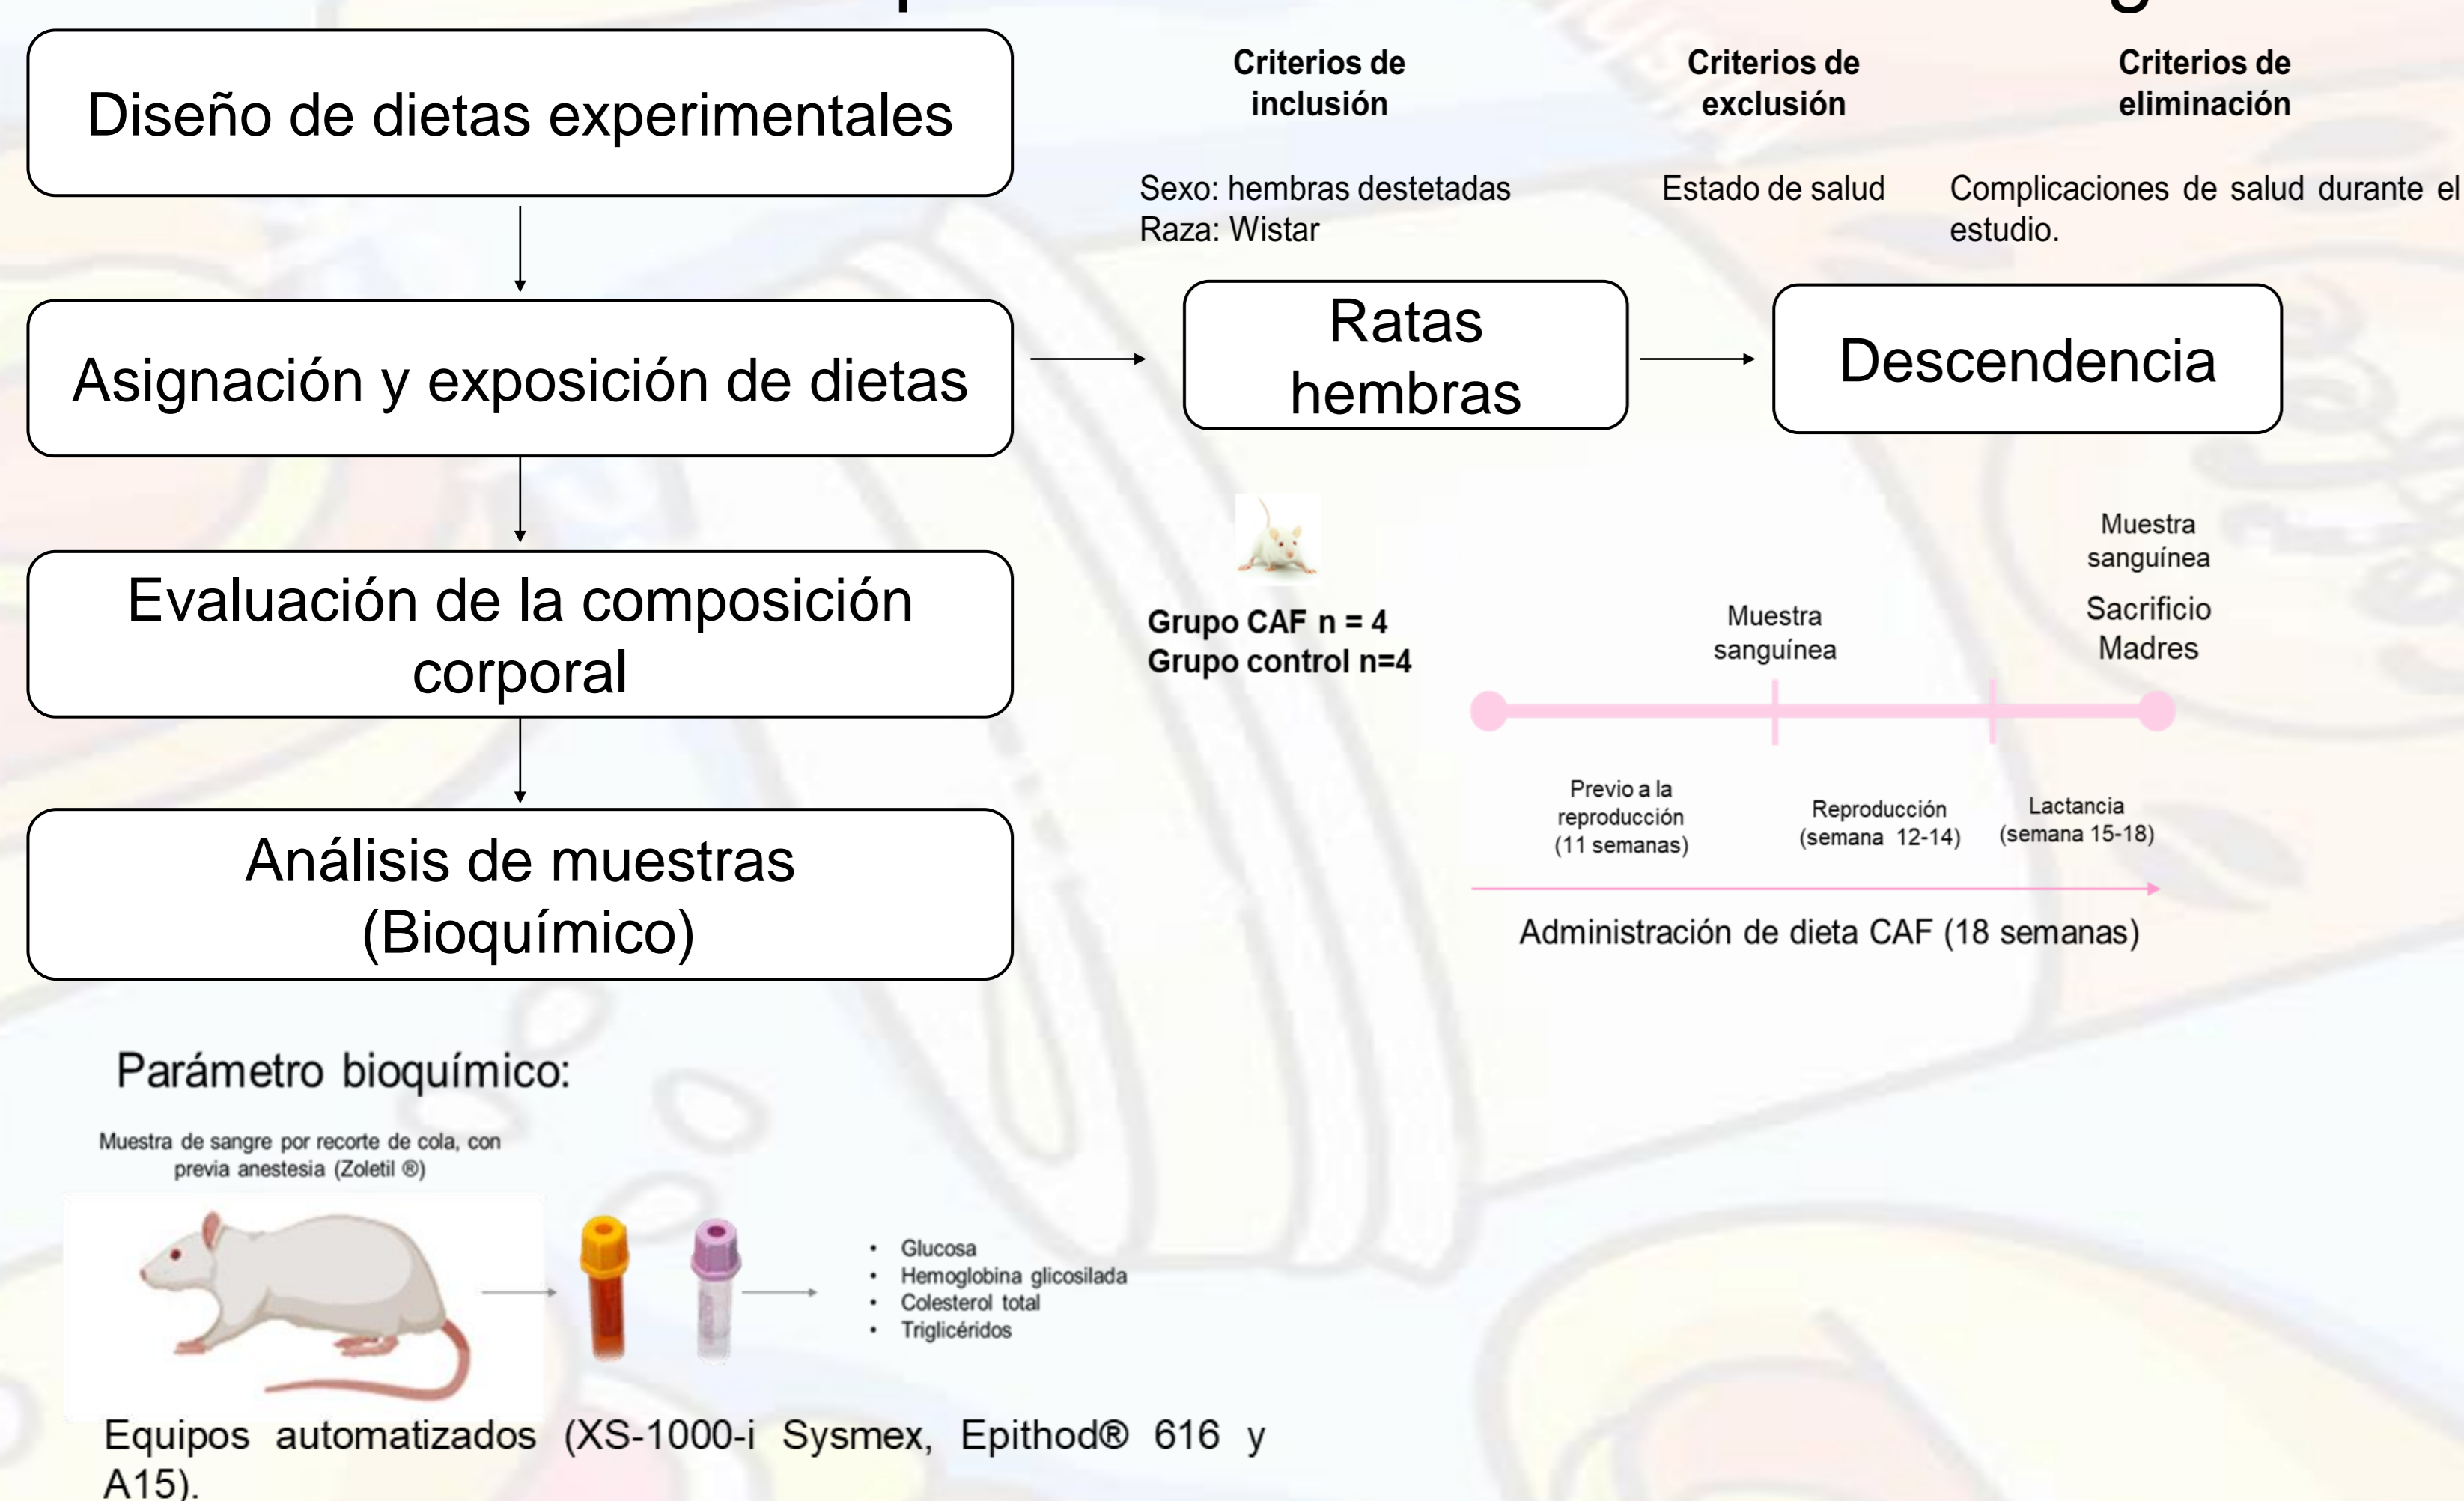 Diseño de dietas experimentales
Asignación y exposición de dietas
Evaluación de la composición
corporal
Análisis de muestras
(Bioquímico)
Criterios de
inclusión
Sexo: hembras destetadas
Raza: Wistar
Criterios de
exclusión
Estado de salud
Criterios de
eliminación
Complicaciones de salud durante el
estudio.
Ratas
hembras
Descendencia
Grupo CAF n = 4
Grupo control n=4
Muestra
sanguínea
Muestra
sanguínea
Sacrificio
Madres
Previo a la
reproducción
(11 semanas)
Reproducción
(semana 12-14)
Lactancia
(semana 15-18)
Administración de dieta CAF (18 semanas)
Parámetro bioquímico:
Muestra de sangre por recorte de cola, con
previa anestesia (Zoletil ®)
• Glucosa
• Hemoglobina glicosilada
• Colesterol total
• Triglicéridos
Equipos automatizados (XS-1000-i Sysmex, Epithod® 616 y
A15).